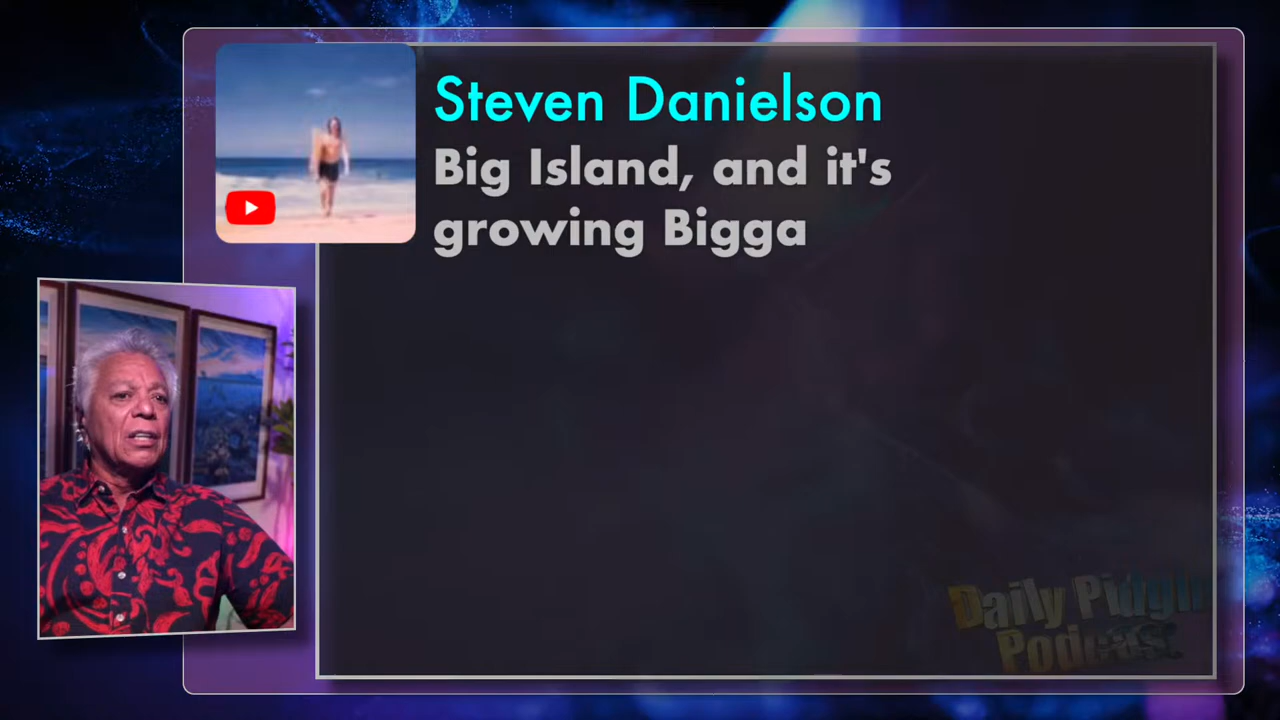 Steven Danielson
Big Island, and it's
growing Bigga
Daily Pidgin
Podcast